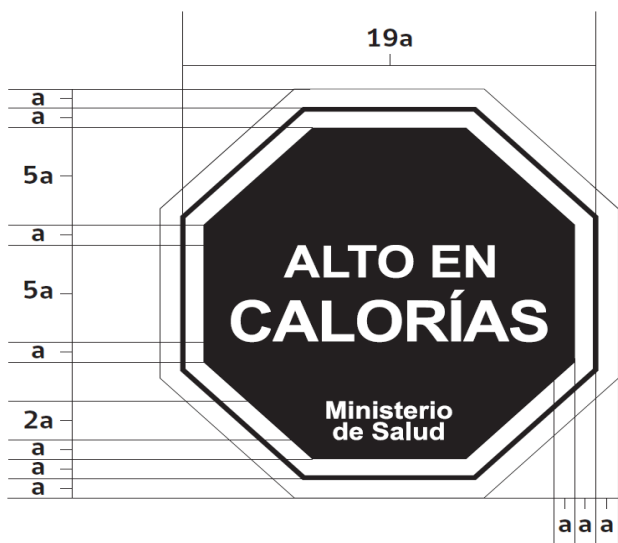 19a
a
a
5a
a
5a
a
2a
a
a
a
ALTO EN
CALORÍAS
Ministerio
de Salud
a a a